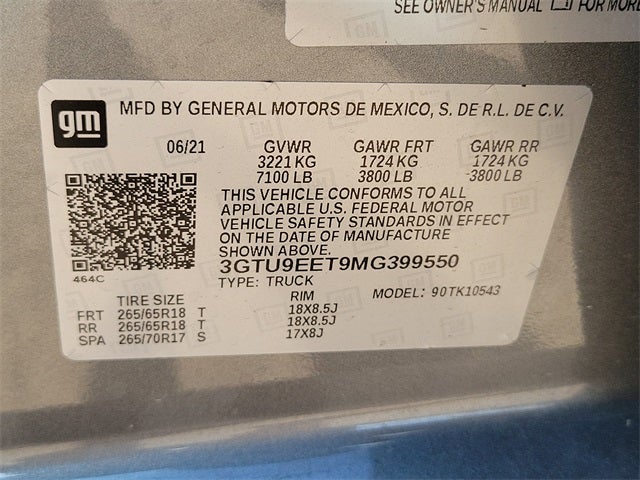 SEE OWNER'S MANUAL FOR MORE
gm
MFD BY GENERAL MOTORS DE MEXICO, S. DE R.L. DE C.V.
06/21 GVWR GAWR FRT GAWR RR
3221 KG 1724 KG 1724 KG
7100 LB 3800 LB 3800 LB
THIS VEHICLE CONFORMS TO ALL
APPLICABLE U.S. FEDERAL MOTOR
VEHICLE SAFETY STANDARDS IN EFFECT
ON THE DATE OF MANUFACTURE
SHOWN ABOVE.
3GTU9EET9MG399550
464C
TYPE: TRUCK
MODEL: 90TK10543
TIRE SIZE RIM
FRT 265/65R18 T 18X8.5J
RR 265/65R18 T 18X8.5J
SPA 265/70R17 S 17X8J